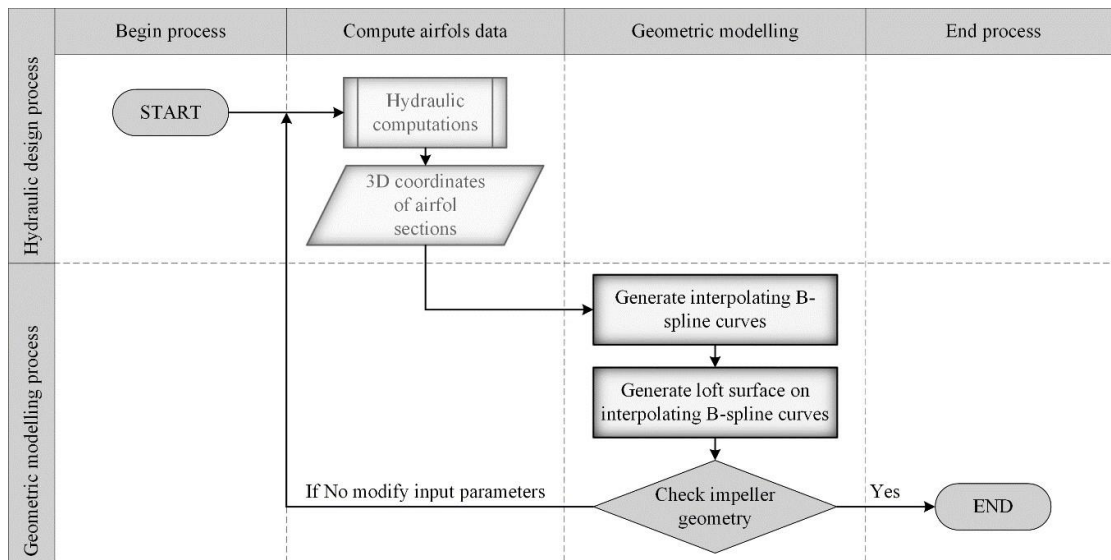 Begin process
Compute airfols data
Geometric modelling
End process
Hydraulic design process
START
Hydraulic
computations
3D coordinates
of airfol
sections
Geometric modelling process
Generate interpolating B-
spline curves
Generate loft surface on
interpolating B-spline curves
If No modify input parameters
Check impeller
geometry
Yes
END